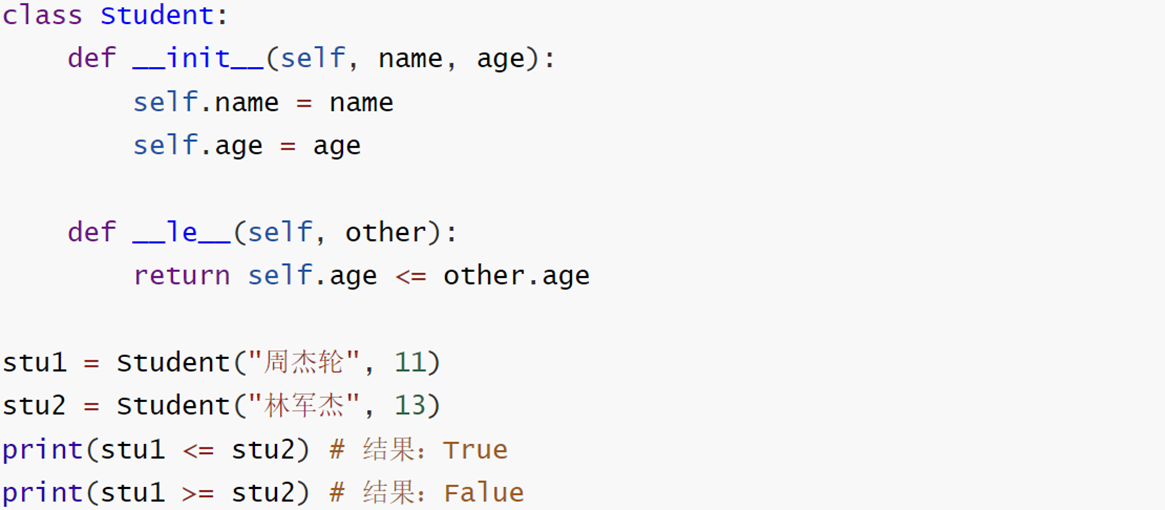 class Student:
    def __init__(self, name, age):
        self.name = name
        self.age = age
    def __le__(self, other):
        return self.age <= other.age
stu1 = Student("周杰轮", 11)
stu2 = Student("林军杰", 13)
print(stu1 <= stu2) # 结果：True
print(stu1 >= stu2) # 结果：Falue